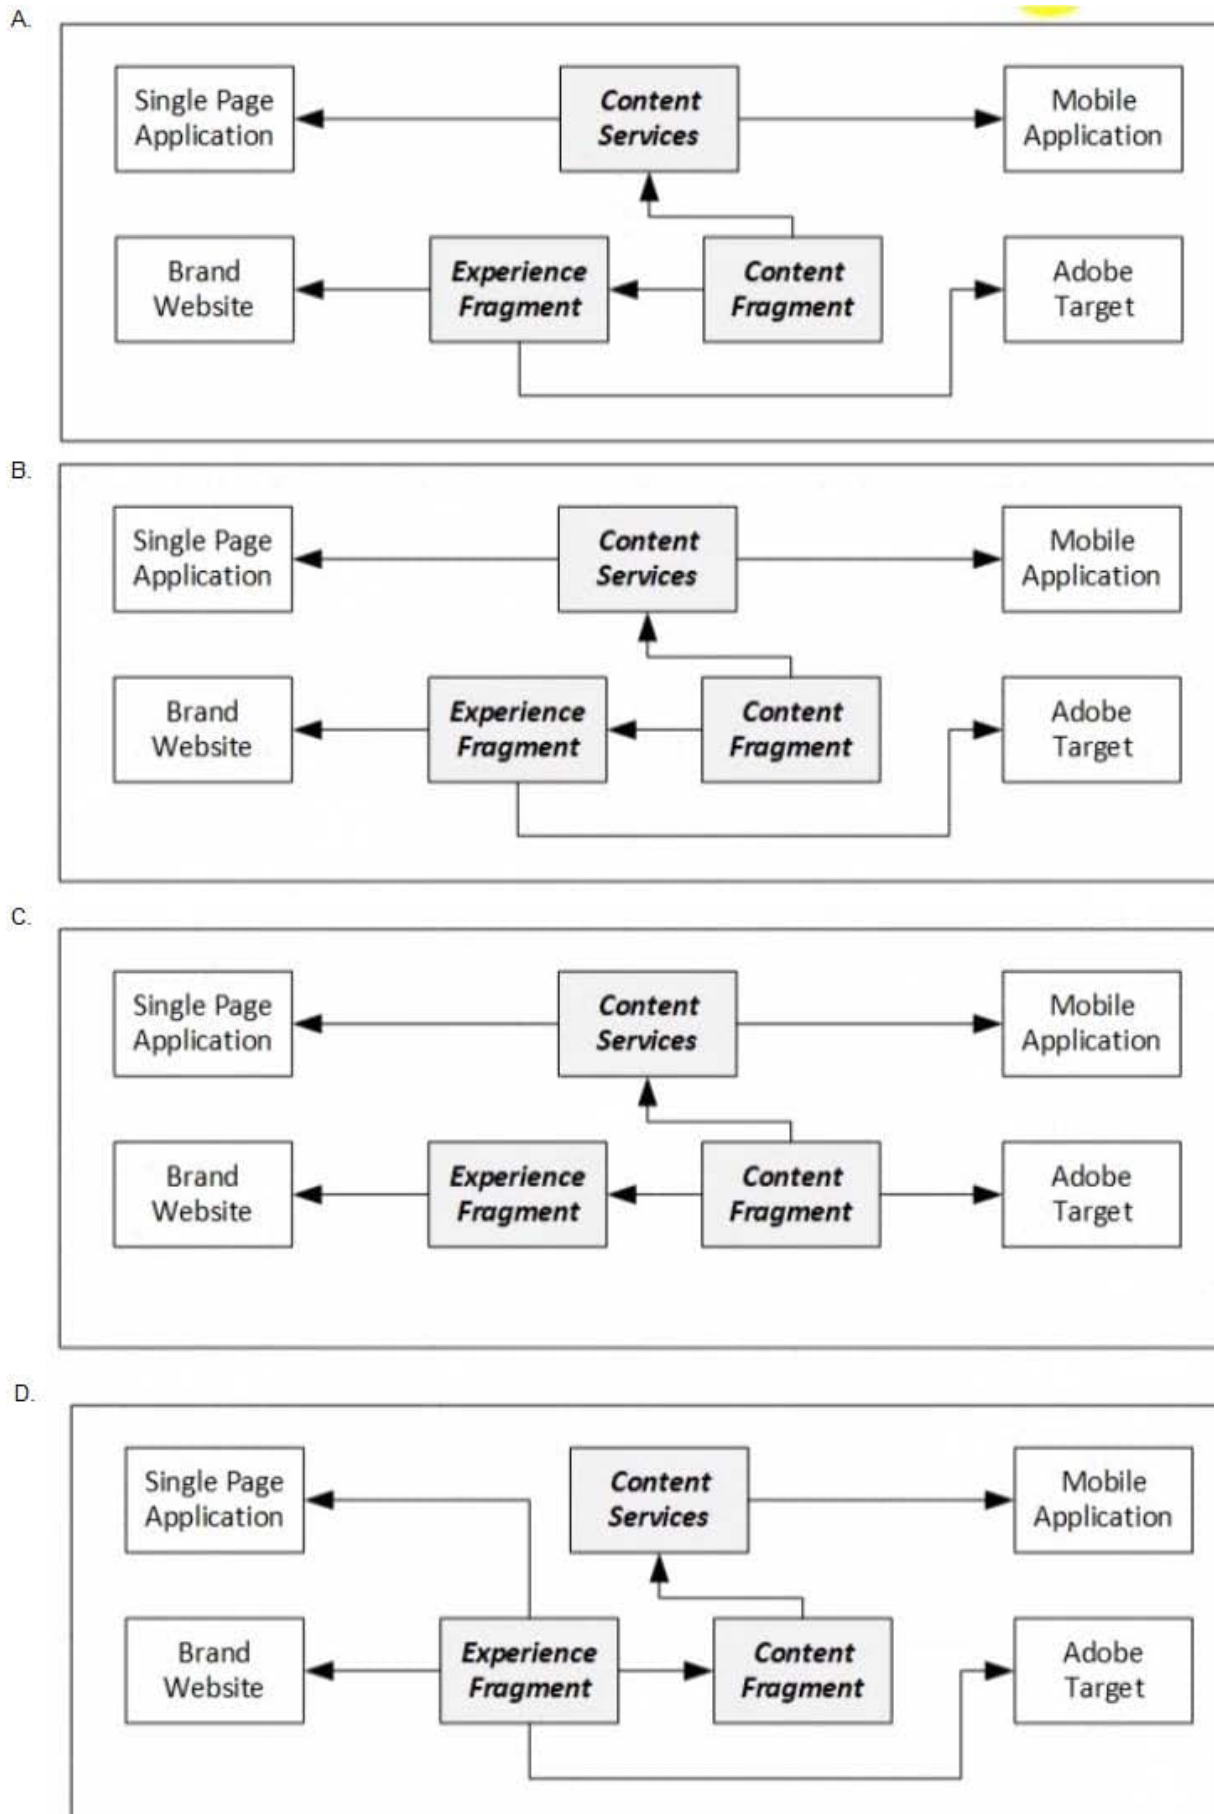 A.
Single Page
Application
Content
Services
Mobile
Application
Brand
Website
Experience
Fragment
Content
Fragment
Adobe
Target
B.
Single Page
Application
Content
Services
Mobile
Application
Brand
Website
Experience
Fragment
Content
Fragment
Adobe
Target
C.
Single Page
Application
Content
Services
Mobile
Application
Brand
Website
Experience
Fragment
Content
Fragment
Adobe
Target
D.
Single Page
Application
Content
Services
Mobile
Application
Brand
Website
Experience
Fragment
Content
Fragment
Adobe
Target